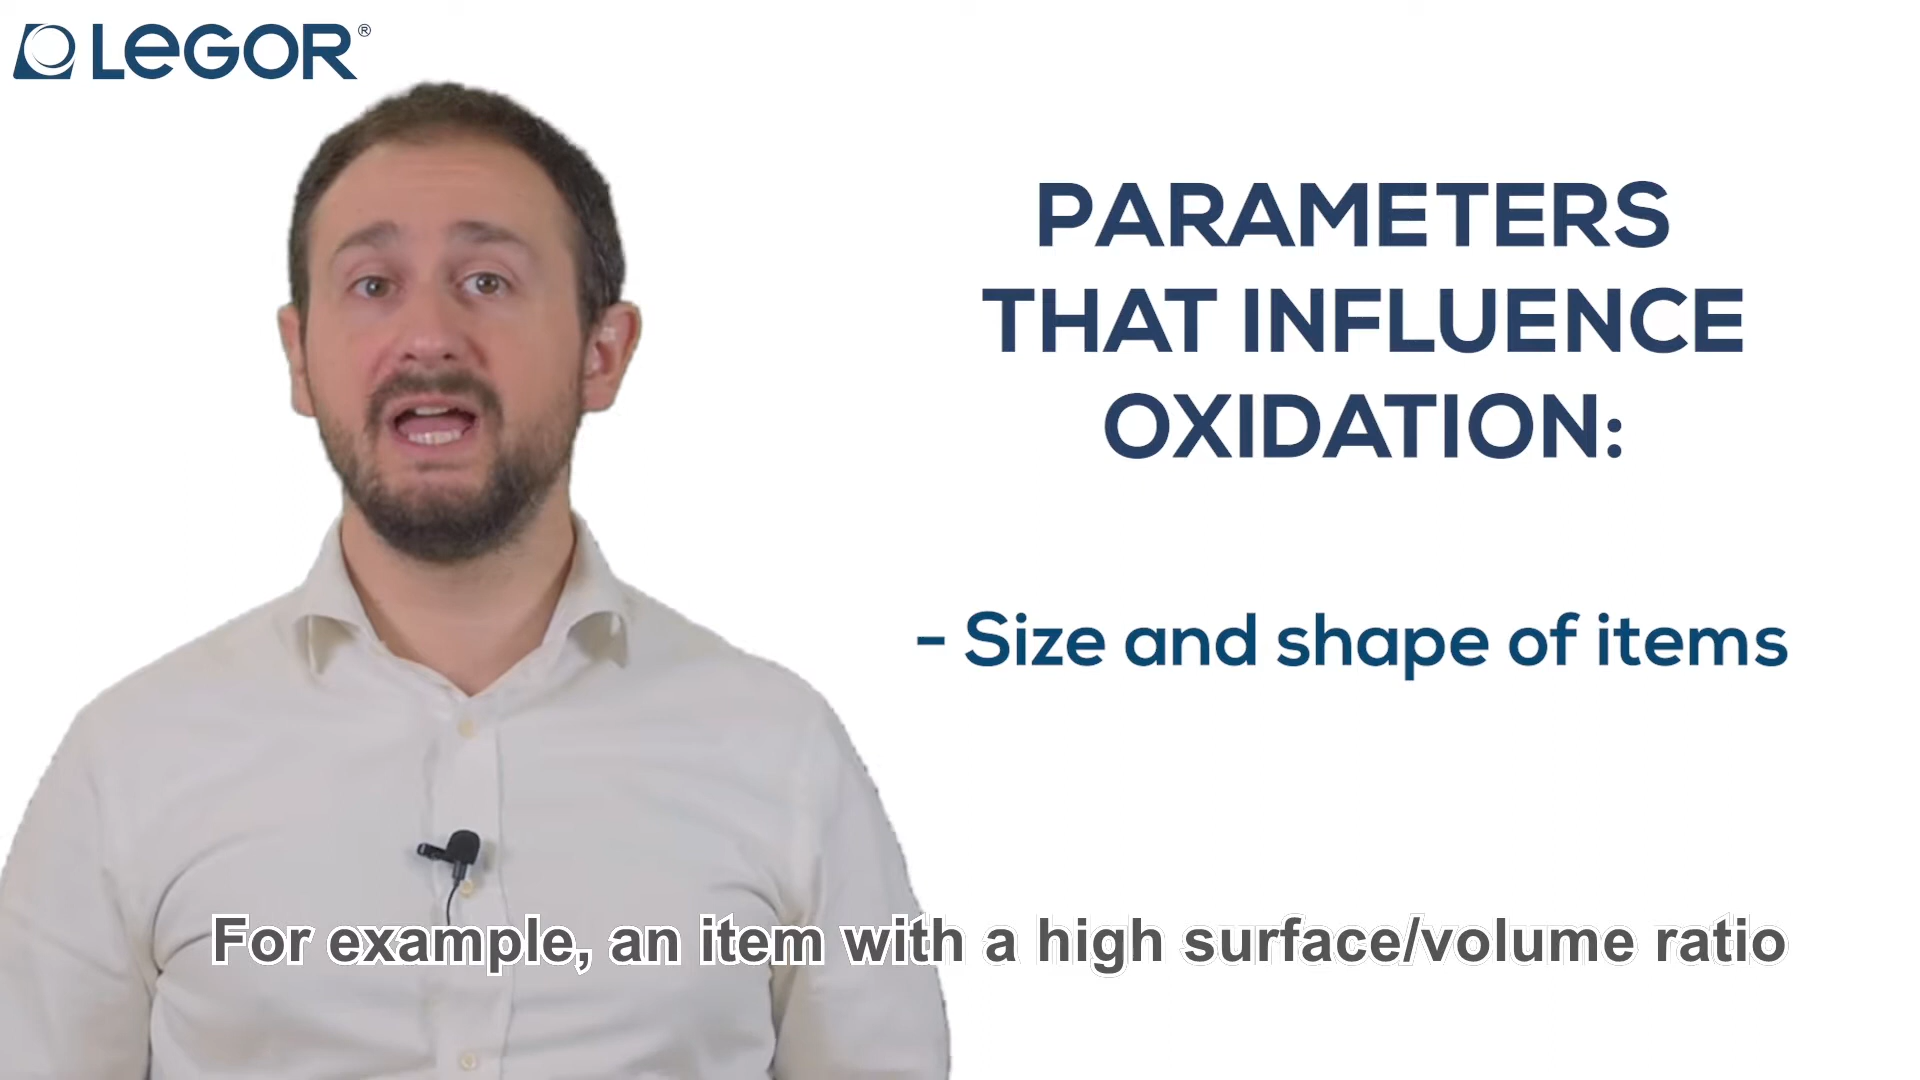 LEGOR®
PARAMETERS
THAT INFLUENCE
OXIDATION:
- Size and shape of items
For example, an item with a high surface/volume ratio